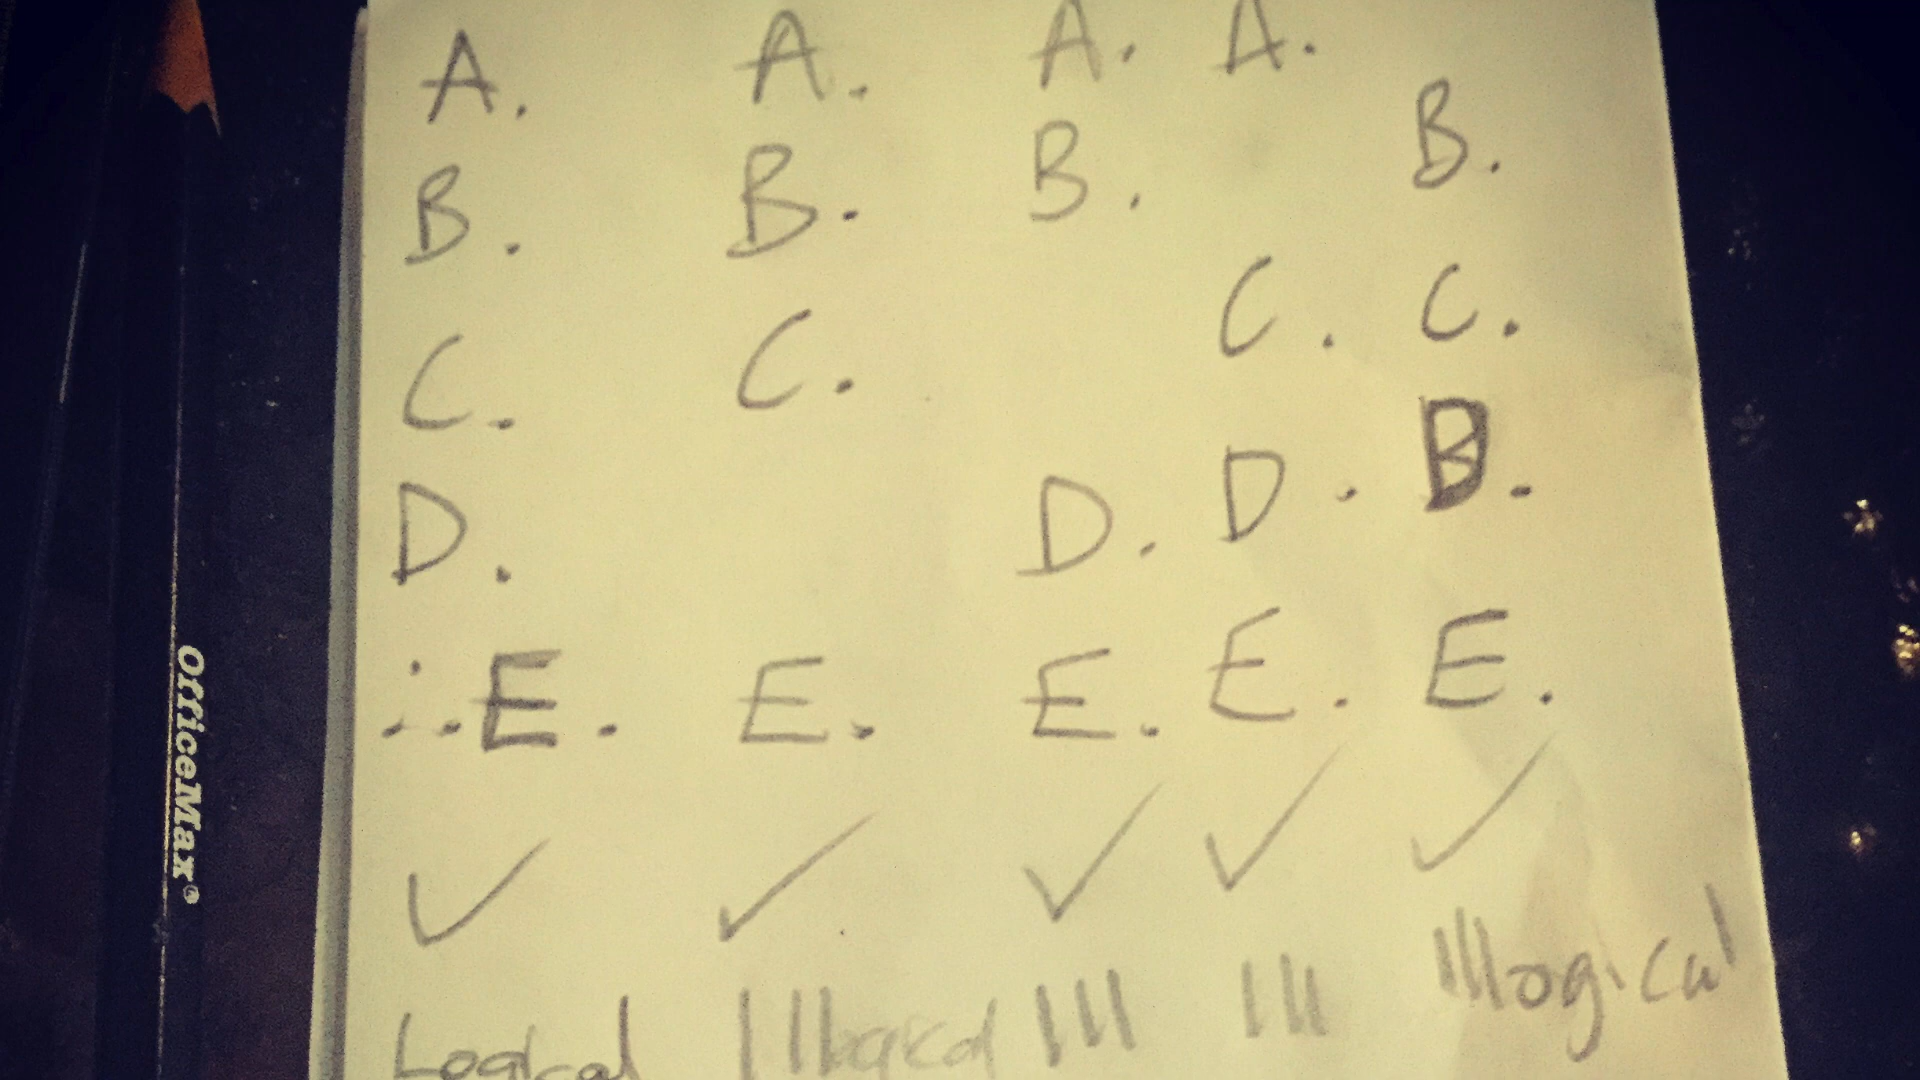 A. A. A. A.
B. B. B. B.
C. C. C. C.
D. D. D. B.
∴ E. E. E. E. E.
✓ ✓ ✓ ✓ ✓
Logical Illogical Ill Ill Illogical
OfficeMax®